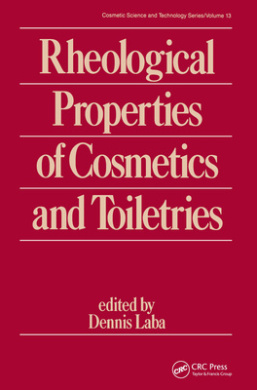 Cosmetic Science and Technology Series/Volume 13
Rheological
Properties
of Cosmetics
and Toiletries
edited by
Dennis Laba
CRC Press
Taylor & Francis Group